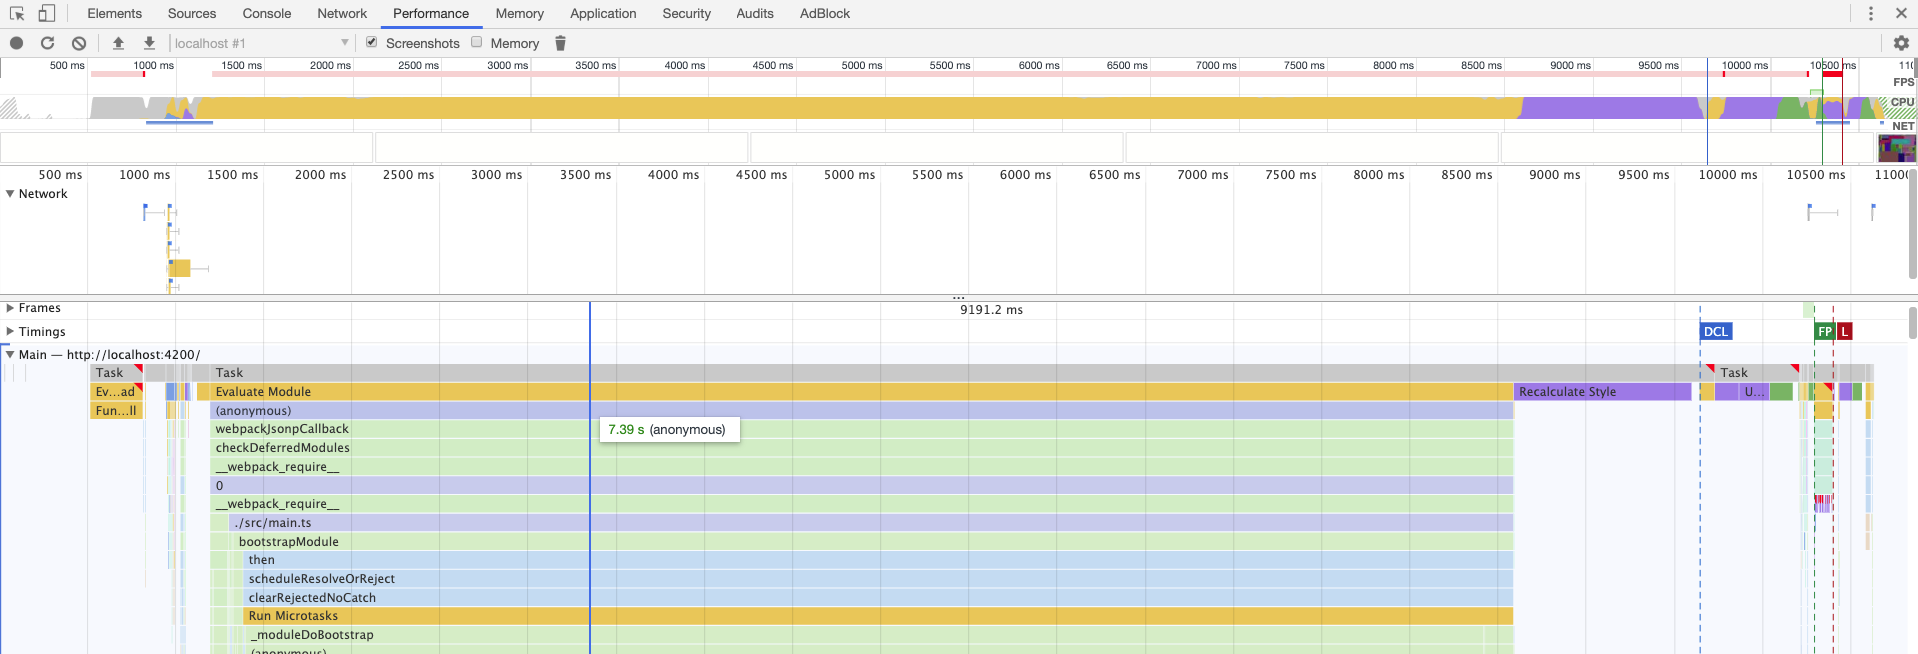 Elements Sources Console Network Performance Memory Application Security Audits AdBlock
localhost #1 Screenshots Memory
500 ms 1000 ms 1500 ms 2000 ms 2500 ms 3000 ms 3500 ms 4000 ms 4500 ms 5000 ms 5500 ms 6000 ms 6500 ms 7000 ms 7500 ms 8000 ms 8500 ms 9000 ms 9500 ms 10000 ms 10500 ms 110
FPS
CPU
NET
500 ms 1000 ms 1500 ms 2000 ms 2500 ms 3000 ms 3500 ms 4000 ms 4500 ms 5000 ms 5500 ms 6000 ms 6500 ms 7000 ms 7500 ms 8000 ms 8500 ms 9000 ms 9500 ms 10000 ms 10500 ms 11000
Network
...
Frames 9191.2 ms
Timings DCL FP L
Main — http://localhost:4200/
Task Task Task
Ev...ad Evaluate Module Recalculate Style U...
Fun...ll (anonymous)
webpackJsonpCallback 7.39 s (anonymous)
checkDeferredModules
__webpack_require__
0
__webpack_require__
./src/main.ts
bootstrapModule
then
scheduleResolveOrReject
clearRejectedNoCatch
Run Microtasks
_moduleDoBootstrap
(anonymous)